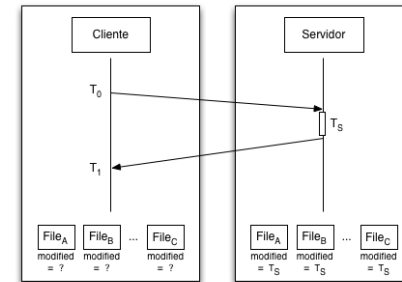 Cliente Servidor
T0
TS
T1
FileA FileB ... FileC FileA FileB ... FileC
modified modified modified modified modified modified
= ? = ? = ? = TS = TS = TS